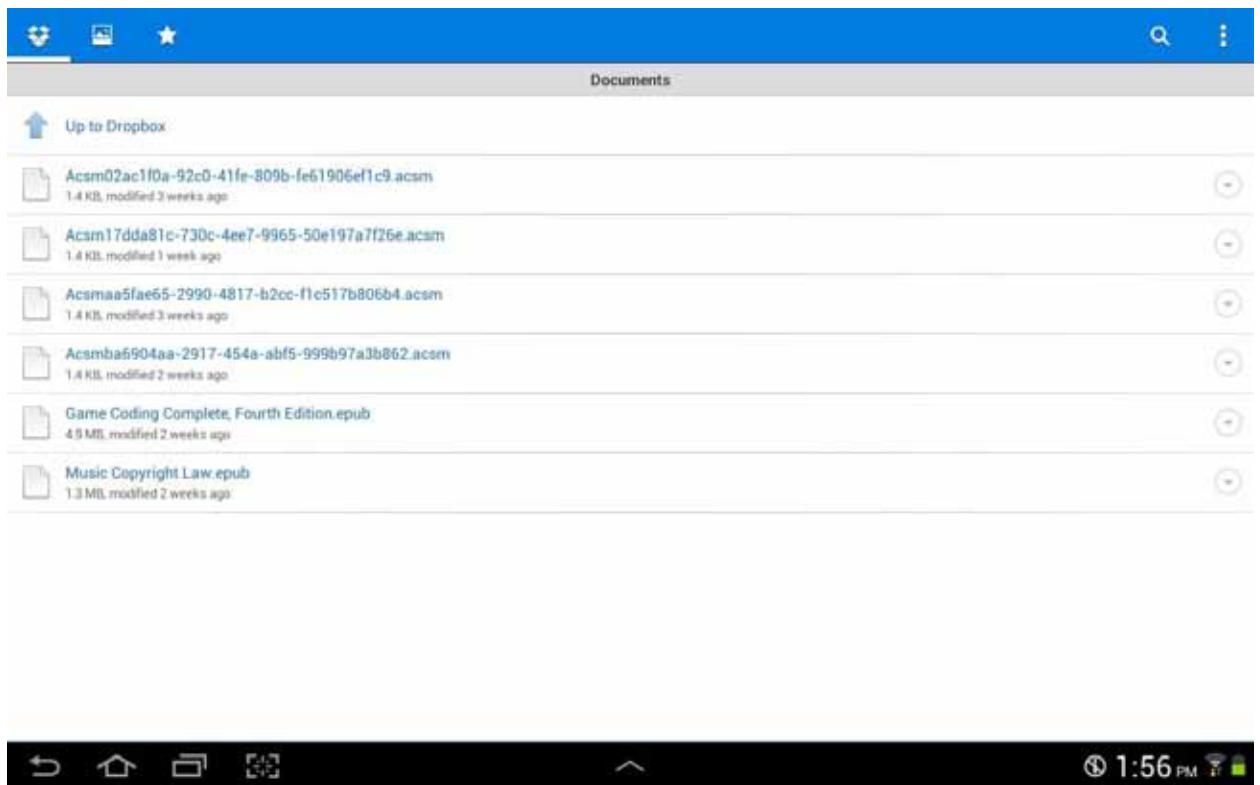 Documents
Up to Dropbox
Acsm02ac1f0a-92c0-41fe-809b-fe61906ef1c9.acsm
1.4 KB, modified 3 weeks ago
Acsm17dda81c-730c-4ee7-9965-50e197a7f26e.acsm
1.4 KB, modified 1 week ago
Acsmaa5fae65-2990-4817-b2cc-f1c517b806b4.acsm
1.4 KB, modified 3 weeks ago
Acsmba6904aa-2917-454a-abf5-999b97a3b862.acsm
1.4 KB, modified 2 weeks ago
Game Coding Complete, Fourth Edition.epub
4.9 MB, modified 2 weeks ago
Music Copyright Law.epub
1.3 MB, modified 2 weeks ago
1:56 PM